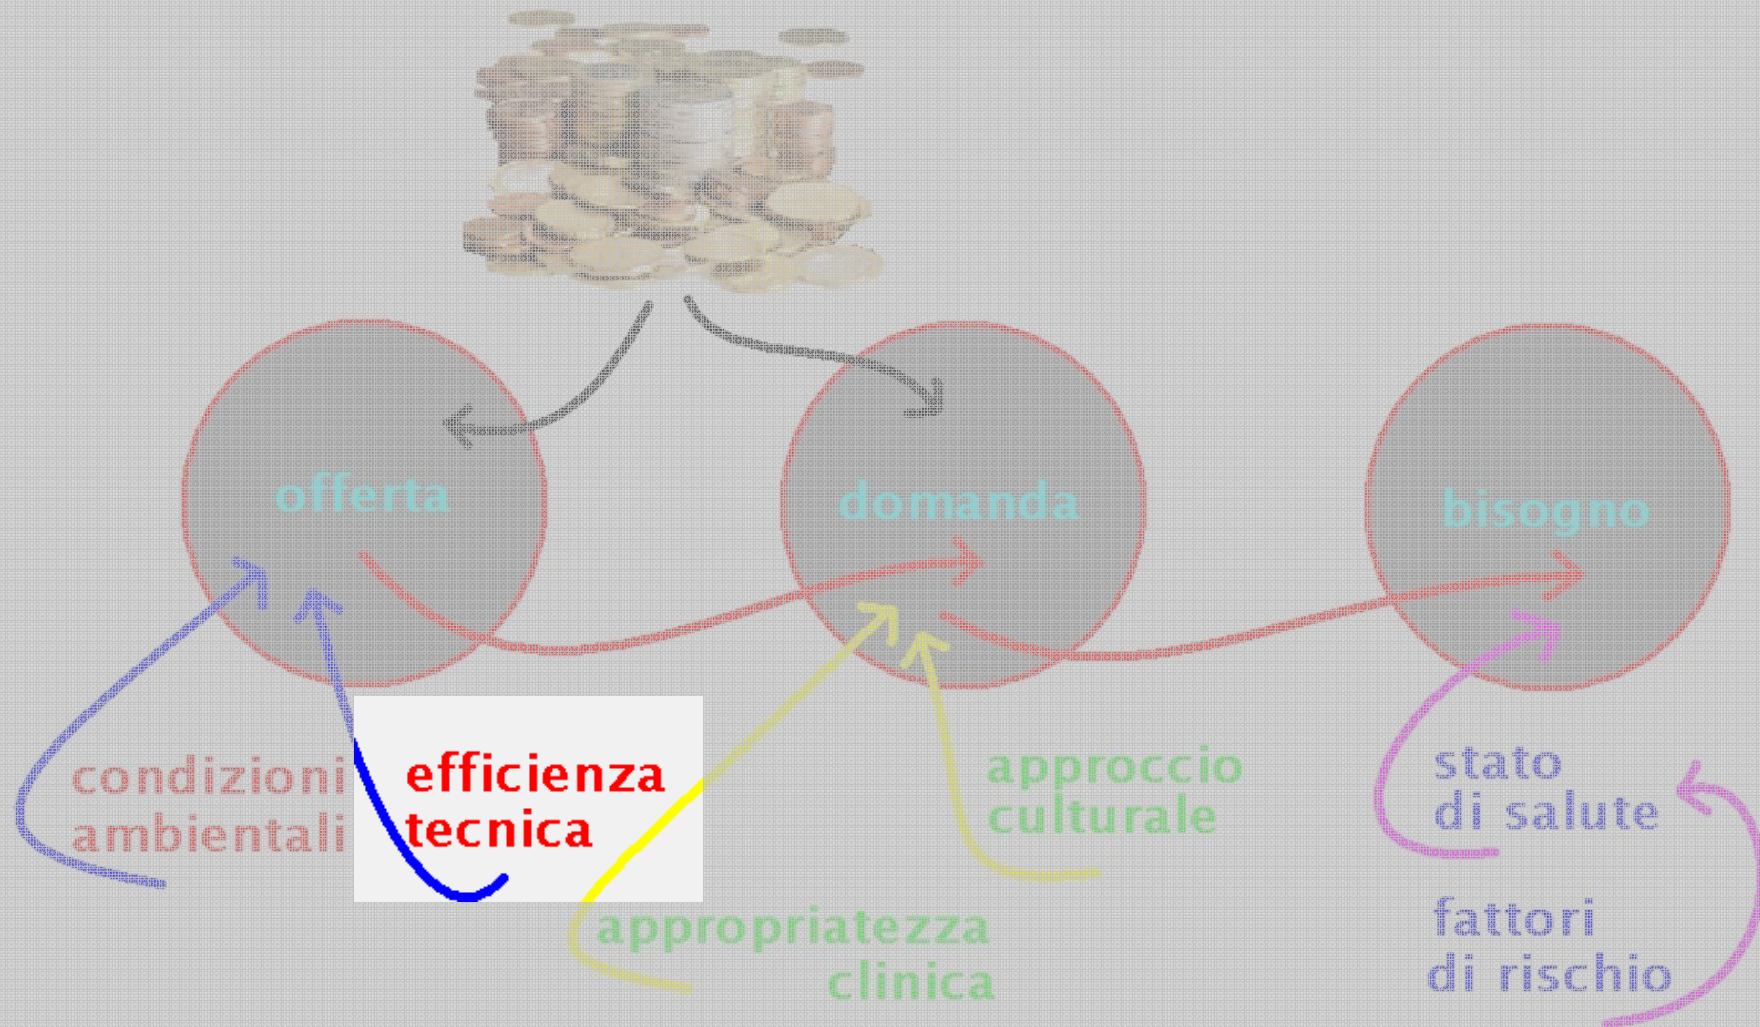 offerta
domanda
bisogno
condizioni
ambientali
efficienza
tecnica
approccio
culturale
stato
di salute
appropriatezza
clinica
fattori
di rischio